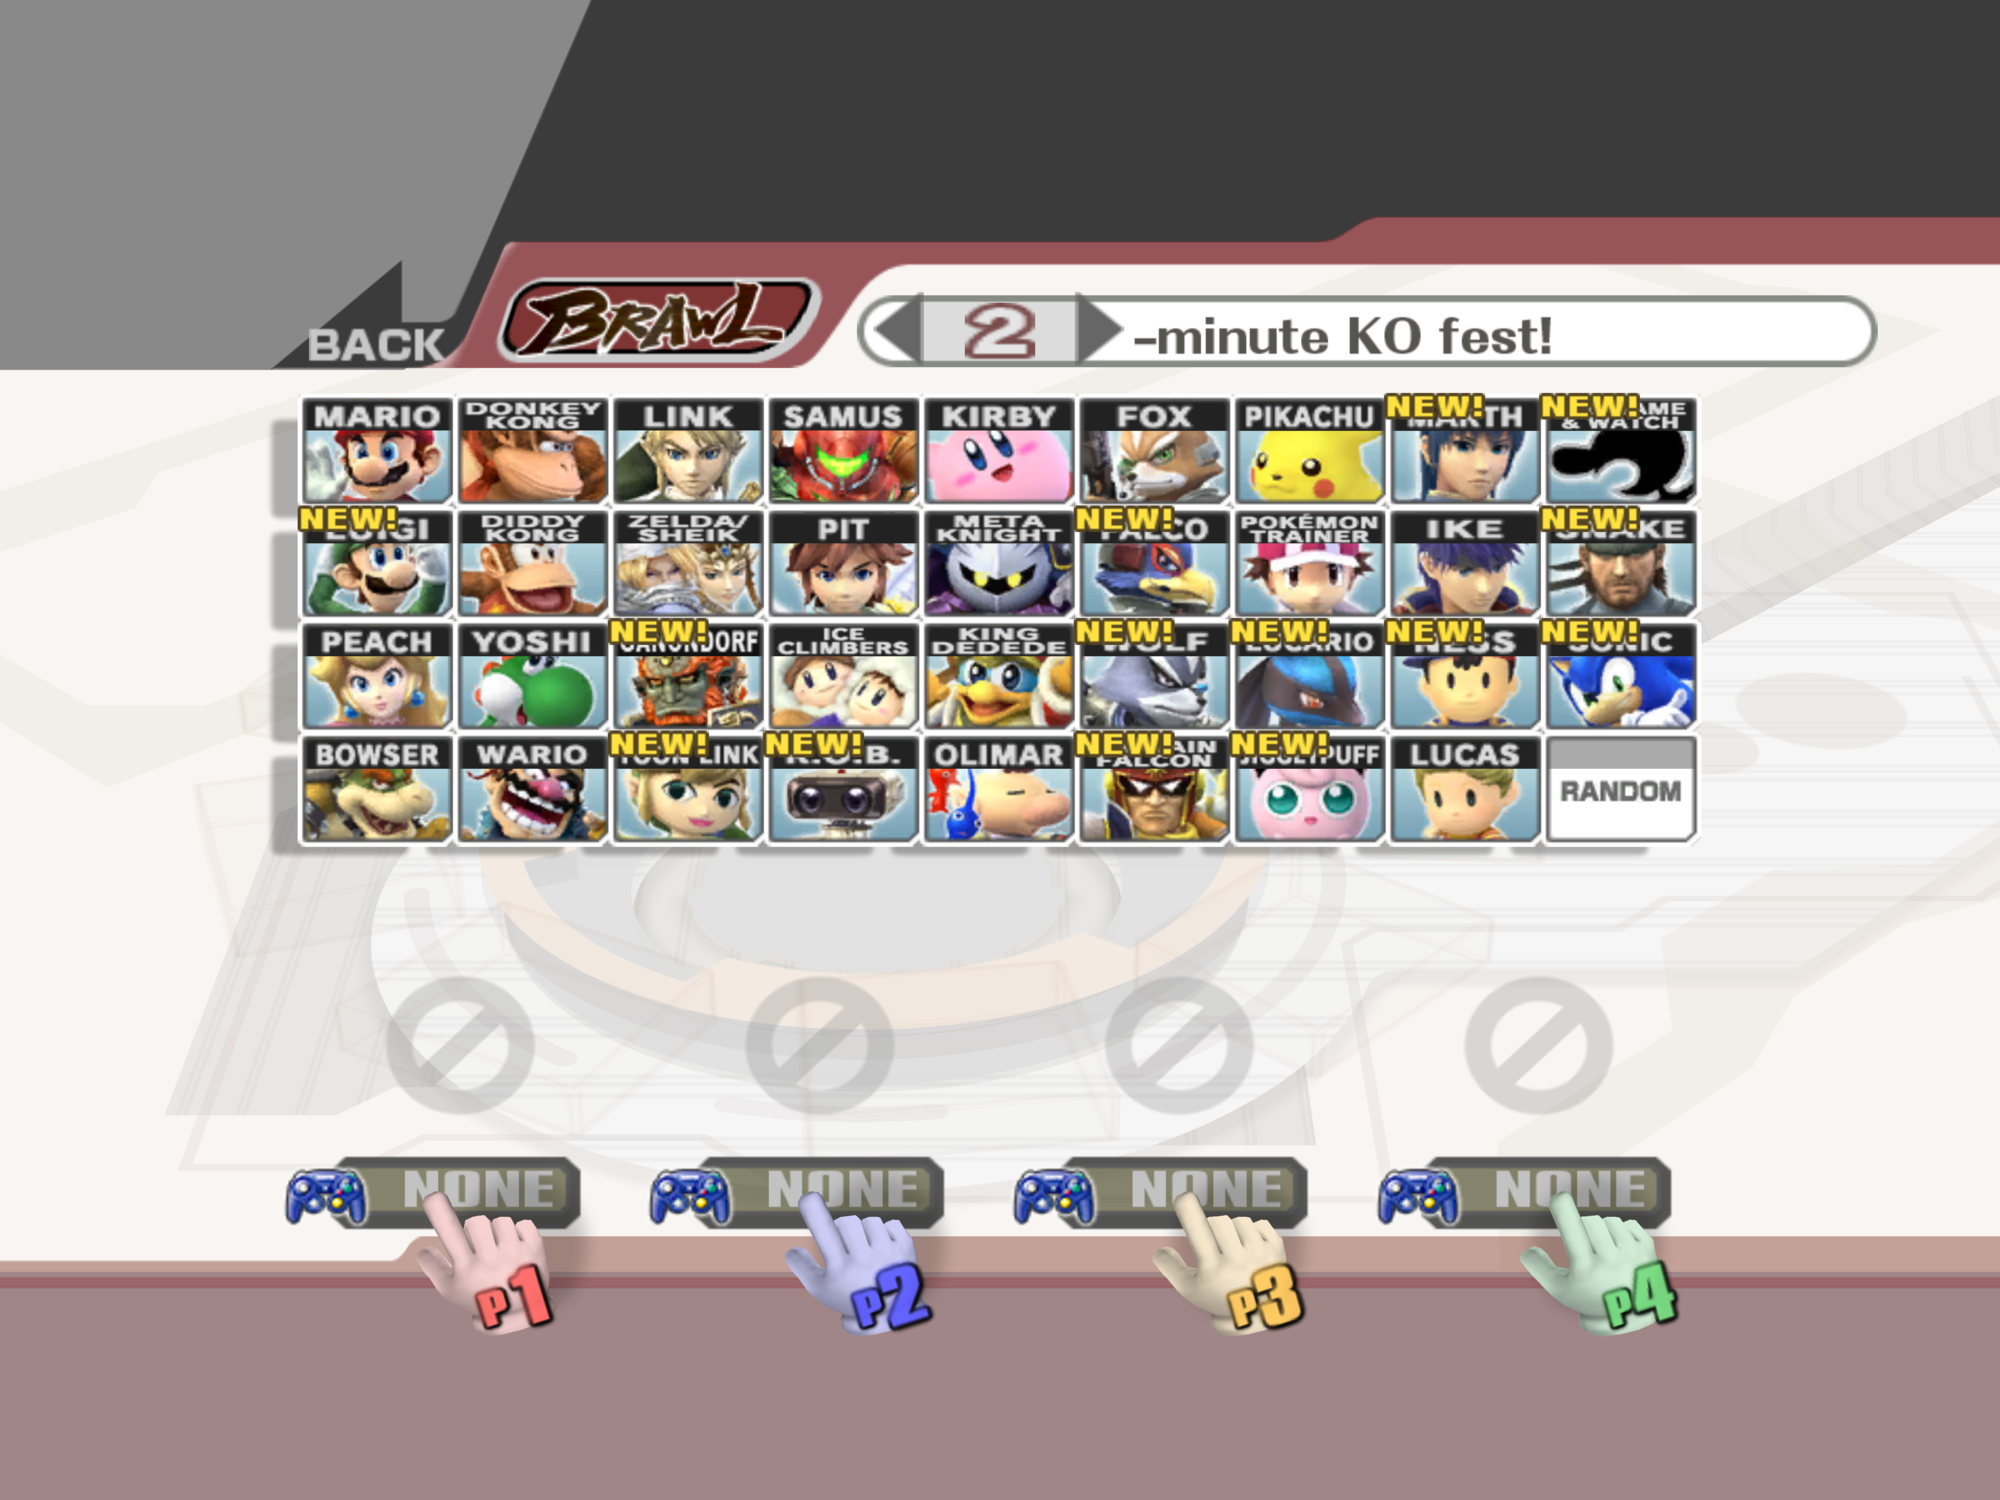 BACK
BRAWL
2 -minute KO fest!
MARIO
DONKEY
KONG
LINK
SAMUS
KIRBY
FOX
PIKACHU
NEW!
NEW!
& WATCH
NEW!
DIDDY
KONG
ZELDA/
SHEIK
PIT
META
KNIGHT
NEW!
POKÉMON
TRAINER
IKE
NEW!
PEACH
YOSHI
NEW!
ICE
CLIMBERS
KING
DEDEDE
NEW!
NEW!
NEW!
NEW!
BOWSER
WARIO
NEW! LINK
NEW!
OLIMAR
NEW!
FALCON
NEW!
LUCAS
RANDOM
NONE
NONE
NONE
NONE
P1
P2
P3
P4